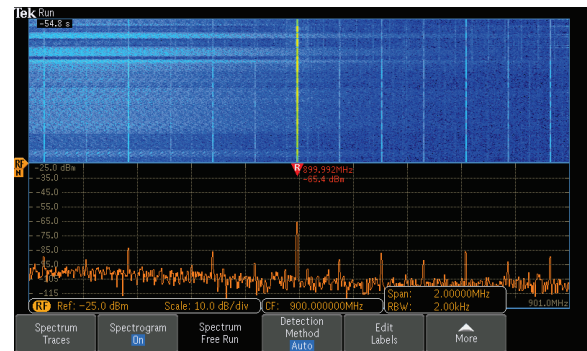 Tek Run
-54.8 s
RF
N
-25.0 dBm
-35.0
R 899.992MHz
-65.4 dBm
-45.0
-55.0
-65.0
-75.0
-85.0
-95.0
-105
-115
RF Ref: -25.0 dBm Scale: 10.0 dB/div CF: 900.000000MHz
Span: 2.00000MHz
RBW: 2.00kHz
901.0MHz
Spectrum Traces
Spectrogram On
Spectrum Free Run
Detection Method Auto
Edit Labels
More